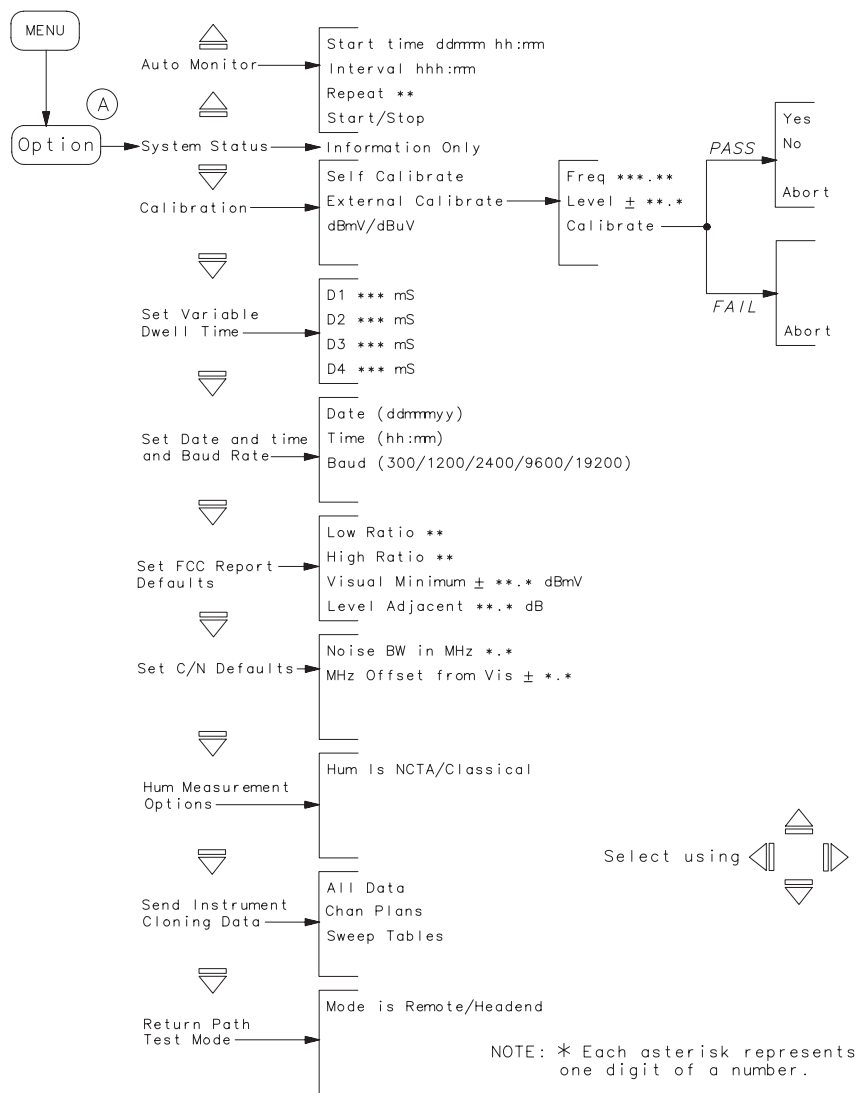 MENU
A
Option
Auto Monitor
Start time ddmmm hh:mm
Interval hhh:mm
Repeat **
Start/Stop
System Status
Information Only
Calibration
Self Calibrate
External Calibrate
dBmV/dBuV
Freq ***.**
Level ± **.*
Calibrate
PASS
Yes
No
Abort
FAIL
Abort
Set Variable
Dwell Time
D1 *** mS
D2 *** mS
D3 *** mS
D4 *** mS
Set Date and time
and Baud Rate
Date (ddmmmyy)
Time (hh:mm)
Baud (300/1200/2400/9600/19200)
Set FCC Report
Defaults
Low Ratio **
High Ratio **
Visual Minimum ± **.* dBmV
Level Adjacent **.* dB
Set C/N Defaults
Noise BW in MHz *.*
MHz Offset from Vis ± *.*
Hum Measurement
Options
Hum Is NCTA/Classical
Select using
Send Instrument
Cloning Data
All Data
Chan Plans
Sweep Tables
Return Path
Test Mode
Mode is Remote/Headend
NOTE: * Each asterisk represents
one digit of a number.